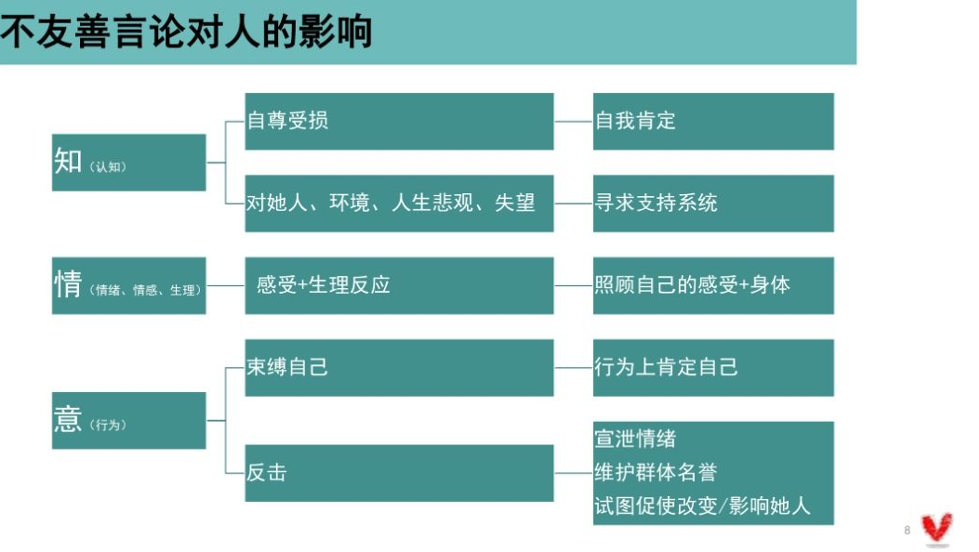 不友善言论对人的影响
知（认知）
自尊受损
自我肯定
对她人、环境、人生悲观、失望
寻求支持系统
情（情绪、情感、生理）
感受+生理反应
照顾自己的感受+身体
意（行为）
束缚自己
行为上肯定自己
反击
宣泄情绪
维护群体名誉
试图促使改变/影响她人
8